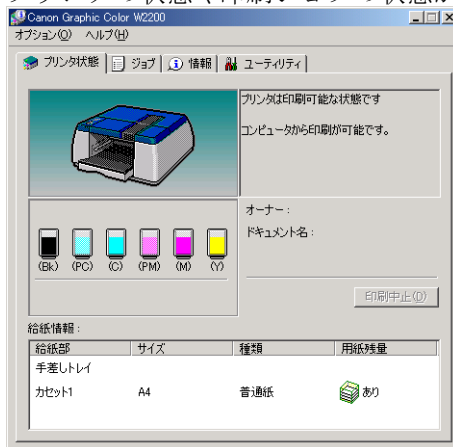 Canon Graphic Color W2200
オプション(O) ヘルプ(H)
プリンタ状態 ジョブ 情報 ユーティリティ
プリンタは印刷可能な状態です
コンピュータから印刷が可能です。
オーナー:
ドキュメント名:
(Bk) (PC) (C) (PM) (M) (Y)
印刷中止(D)
給紙情報:
給紙部 サイズ 種類 用紙残量
手差しトレイ
カセット1 A4 普通紙 あり